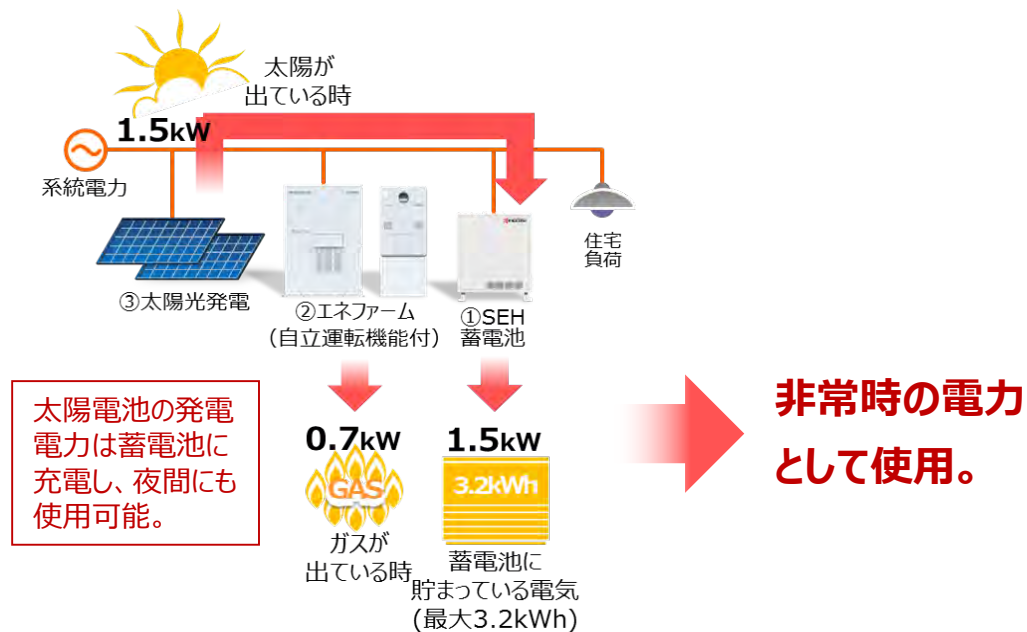 太陽が
出ている時
1.5kW
系統電力
住宅
負荷
③太陽光発電
②エネファーム
（自立運転機能付）
①SEH
蓄電池
太陽電池の発電
電力は蓄電池に
充電し、夜間にも
使用可能。
0.7kW
GAS
ガスが
出ている時
1.5kW
3.2kWh
蓄電池に
貯まっている電気
(最大3.2kWh)
非常時の電力
として使用。